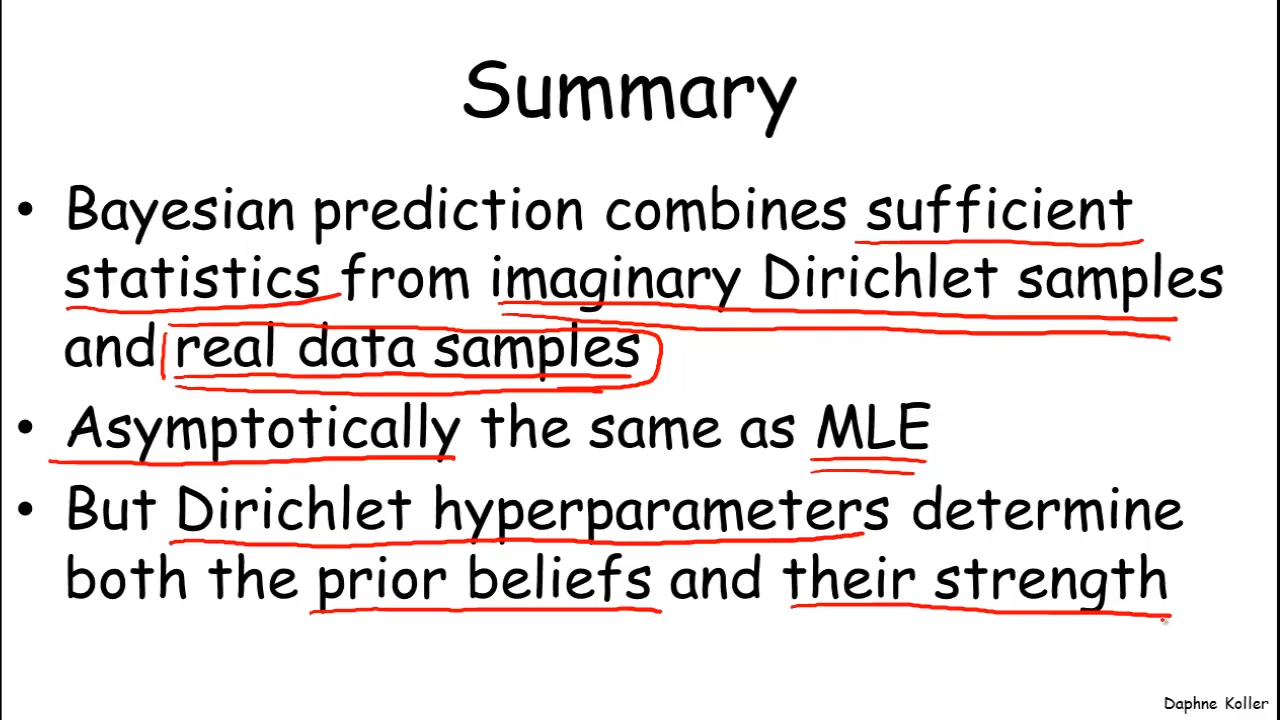 Summary
• Bayesian prediction combines sufficient
statistics from imaginary Dirichlet samples
and real data samples
• Asymptotically the same as MLE
• But Dirichlet hyperparameters determine
both the prior beliefs and their strength
Daphne Koller